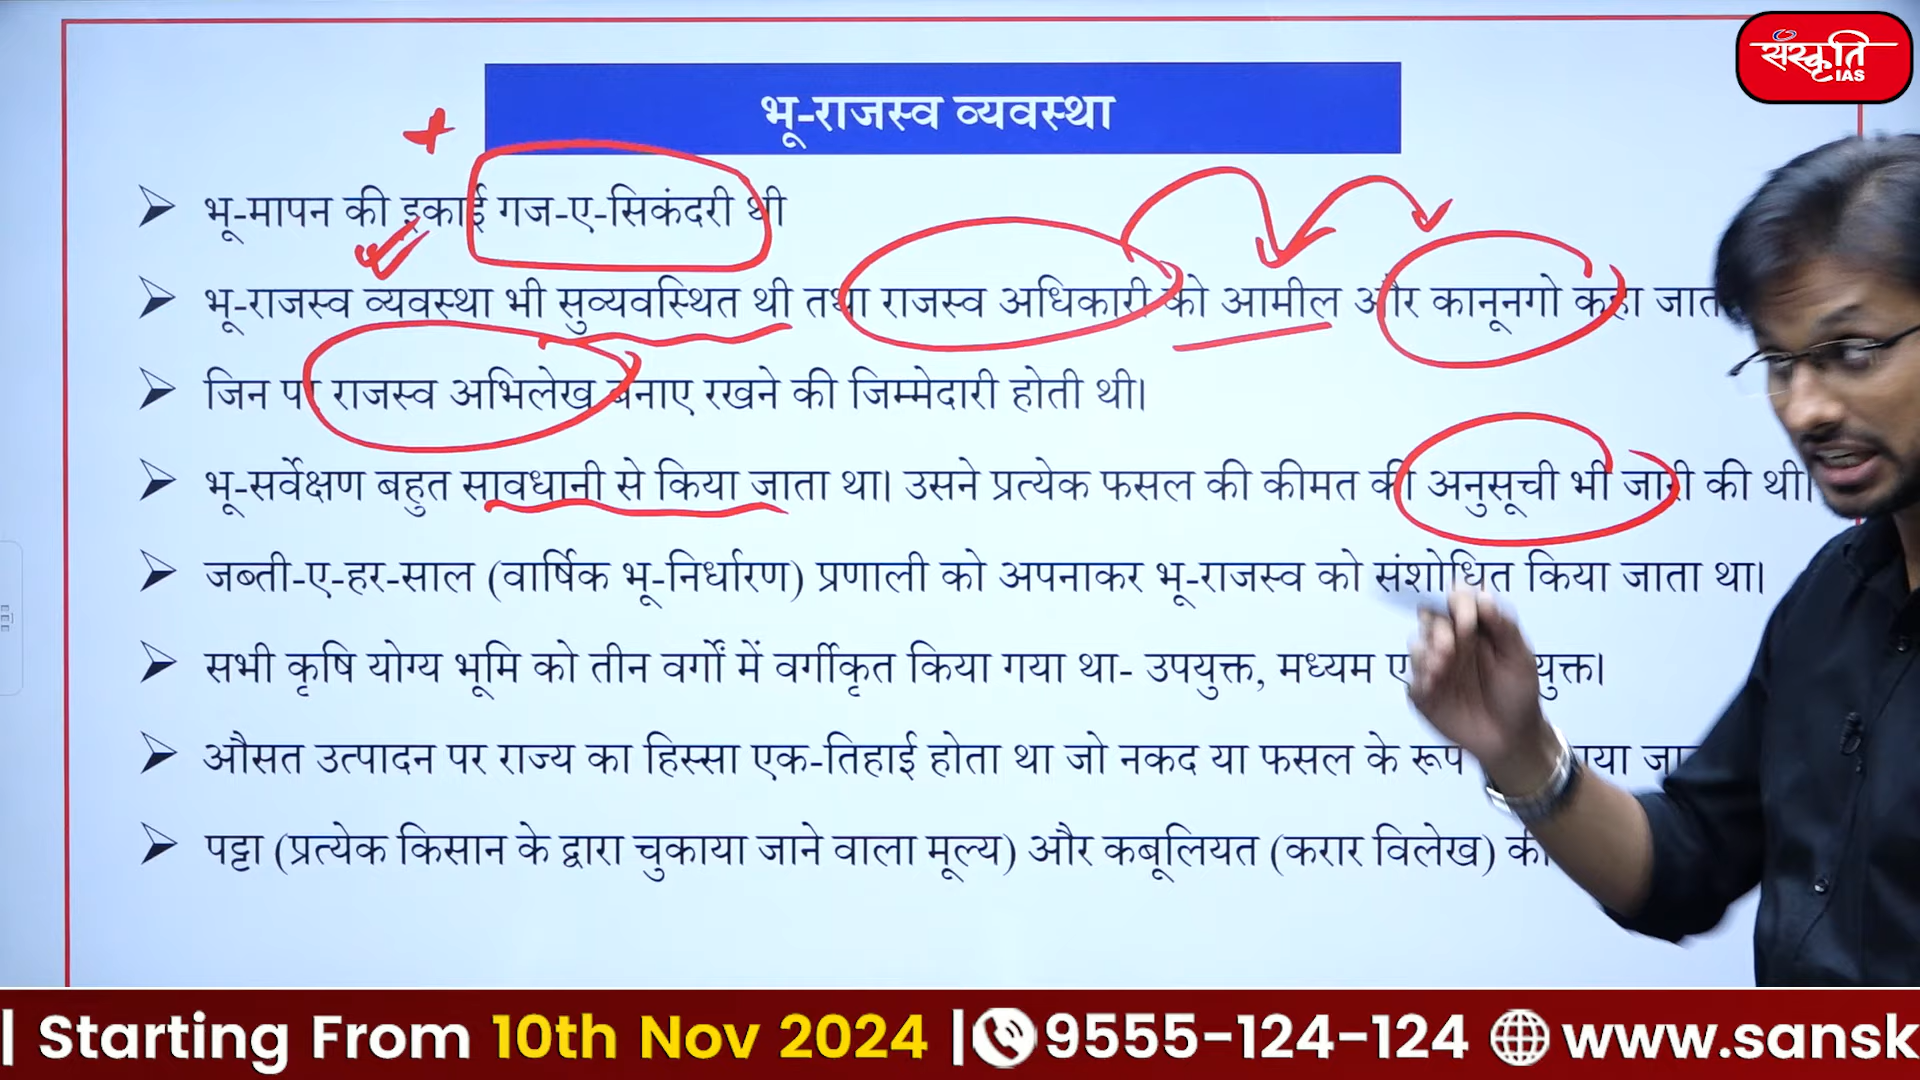 संस्कृति
IAS
भू-राजस्व व्यवस्था
भू-मापन की इकाई गज-ए-सिकंदरी थी
भू-राजस्व व्यवस्था भी सुव्यवस्थित थी तथा राजस्व अधिकारी को आमील और कानूनगो कहा जात
जिन पर राजस्व अभिलेख बनाए रखने की जिम्मेदारी होती थी।
भू-सर्वेक्षण बहुत सावधानी से किया जाता था। उसने प्रत्येक फसल की कीमत की अनुसूची भी जारी की थी।
जब्ती-ए-हर-साल (वार्षिक भू-निर्धारण) प्रणाली को अपनाकर भू-राजस्व को संशोधित किया जाता था।
सभी कृषि योग्य भूमि को तीन वर्गों में वर्गीकृत किया गया था- उपयुक्त, मध्यम युक्त।
औसत उत्पादन पर राज्य का हिस्सा एक-तिहाई होता था जो नकद या फसल के रूप
पट्टा (प्रत्येक किसान के द्वारा चुकाया जाने वाला मूल्य) और कबूलियत (करार विलेख) की
| Starting From 10th Nov 2024 | 9555-124-124 www.sansk